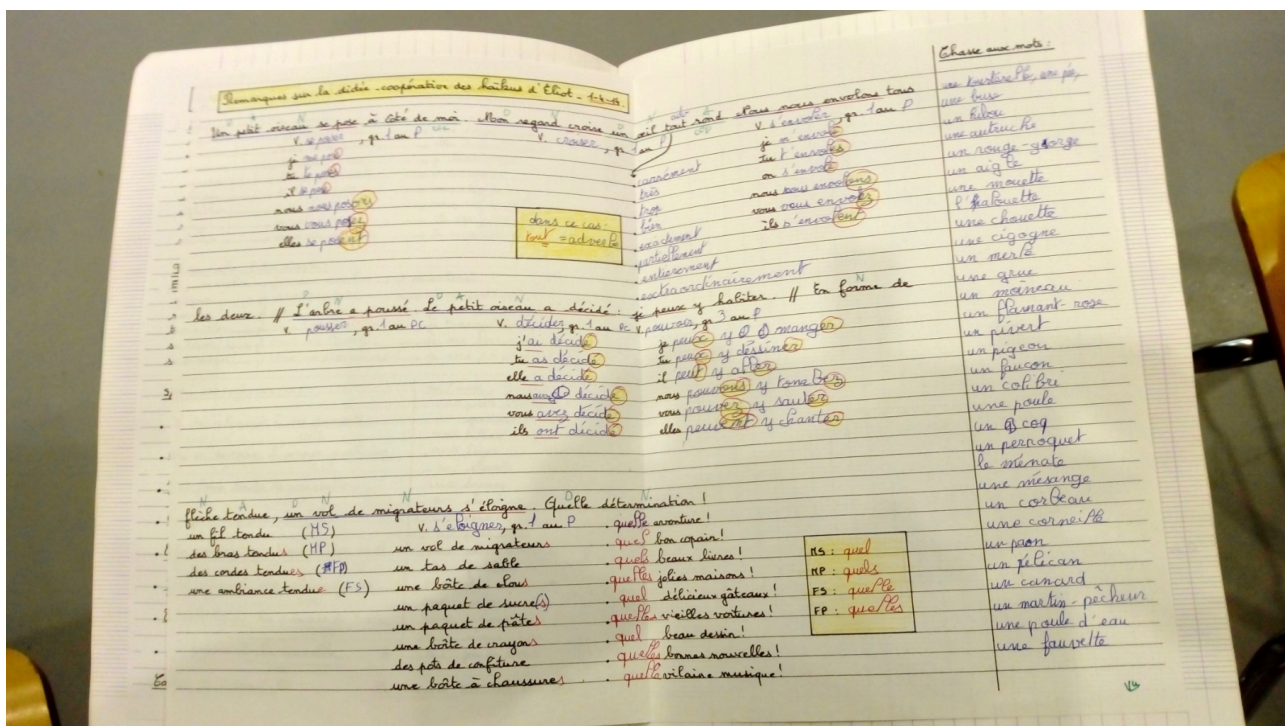 Remarques sur la dictée-coopération des haïkus d'Eliot - 1-4-
Un petit oiseau se pose à côté de moi. Mon regard croise un œil tout rond Nous nous envolons tous
v. se poser, gr. 1 au P
je me pose
tu te poses
il se pose
nous nous posons
vous vous posez
elles se posent
v. croiser, gr. 1 au P
dans ce cas :
tout = adverbe
carrément
très
trop
bien
exactement
partiellement
entièrement
extraordinairement
v. s'envoler, gr. 1 au P
je m'envole
tu t'envoles
on s'envole
nous nous envolons
vous vous envolez
ils s'envolent
les deux. // L'arbre a poussé. Le petit oiseau a décidé : je peux y habiter. // En forme de
v. pousser, gr. 1 au PC
v. décider, gr. 1 au PC
j'ai décidé
tu as décidé
elle a décidé
nous avons décidé
vous avez décidé
ils ont décidé
v. pouvoir, gr 3 au P
je peux y manger
tu peux y dessiner
il peut y aller
nous pouvons y tomber
vous pouvez y sauter
elles peuvent y chanter
flèche tendue, un vol de migrateurs s'éloigne. Quelle détermination !
un fil tendu (MS)
des bras tendus (MP)
des cordes tendues (FP)
une ambiance tendue (FS)
v. s'éloigner, gr. 1 au P
un vol de migrateurs
un tas de sable
une boîte de clous
un paquet de sucre(s)
un paquet de pâtes
une boîte de crayons
des pots de confiture
une boîte à chaussures
. quelle aventure !
. quel bon copain !
. quels beaux livres !
. quelles jolies maisons !
. quel délicieux gâteaux !
. quelles vieilles voitures !
. quel beau dessin !
. quelles bonnes nouvelles !
. quelle vilaine musique !
MS : quel
MP : quels
FS : quelle
FP : quelles
Chasse aux mots :
une buse
un hibou
une autruche
un rouge-gorge
un aigle
une mouette
l'halouette
une chouette
une cigogne
un merle
une grue
un moineau
un flamant-rose
un pivert
un pigeon
un faucon
un colibri
une poule
un coq
un perroquet
le ménate
une mésange
un corbeau
une corneille
un paon
un pélican
un canard
un martin-pêcheur
une poule d'eau
une fauvette